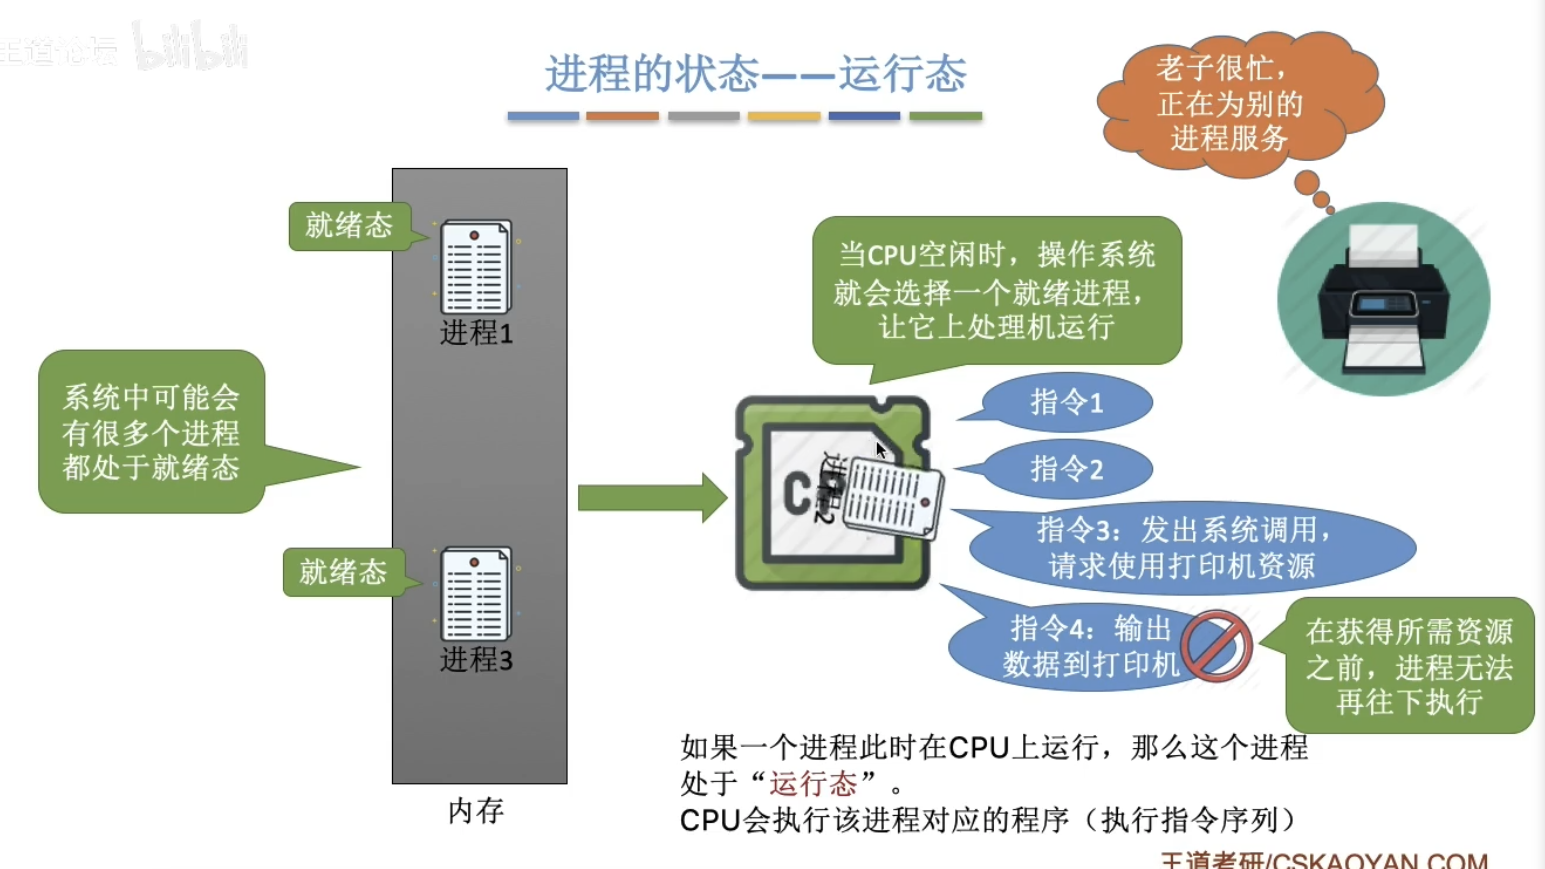 王道论坛 bilibili
进程的状态——运行态
老子很忙，
正在为别的
进程服务
就绪态
进程1
当CPU空闲时，操作系统
就会选择一个就绪进程，
让它上处理机运行
系统中可能会
有很多个进程
都处于就绪态
指令1
进程2
指令2
指令3：发出系统调用，
请求使用打印机资源
就绪态
进程3
指令4：输出
数据到打印机
在获得所需资源
之前，进程无法
再往下执行
内存
如果一个进程此时在CPU上运行，那么这个进程
处于“运行态”。
CPU会执行该进程对应的程序（执行指令序列）
王道考研/CSKAOYAN.COM